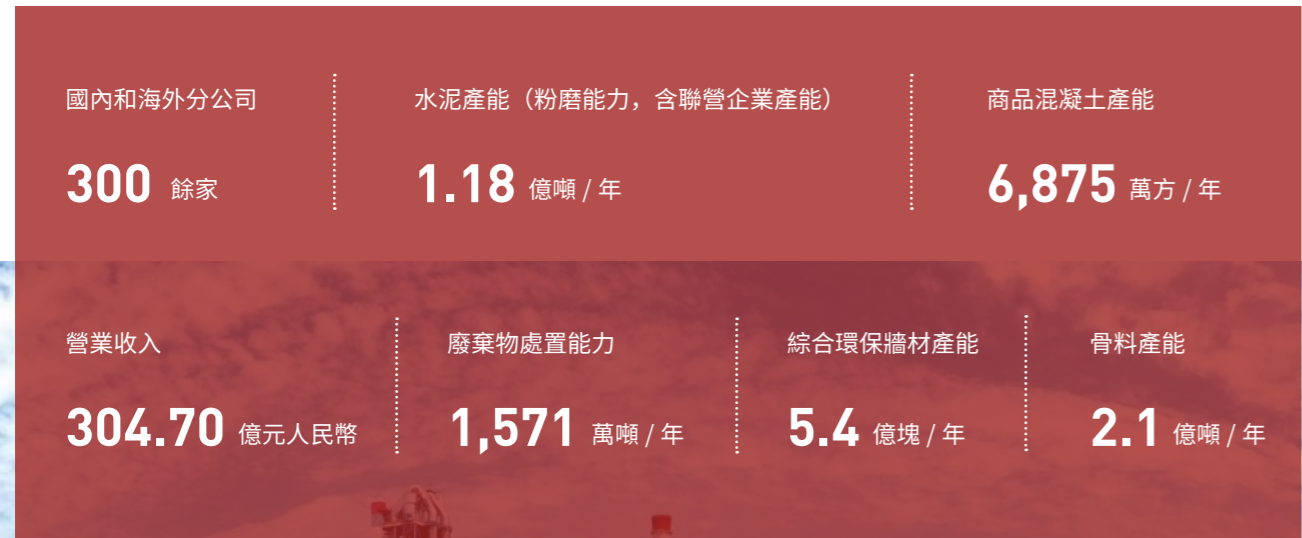 國內和海外分公司
300 餘家
水泥產能（粉磨能力，含聯營企業產能）
1.18 億噸 / 年
商品混凝土產能
6,875 萬方 / 年
營業收入
304.70 億元人民幣
廢棄物處置能力
1,571 萬噸 / 年
綜合環保牆材產能
5.4 億塊 / 年
骨料產能
2.1 億噸 / 年